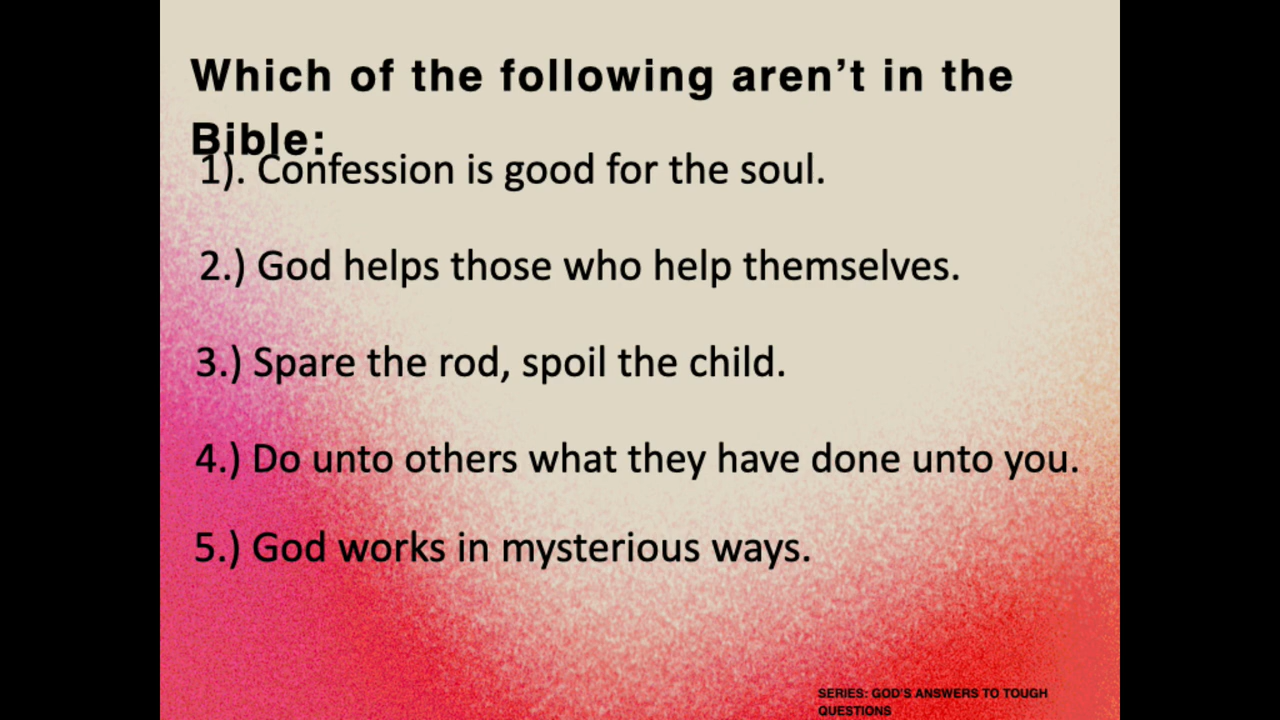 Which of the following aren’t in the
Bible:
1). Confession is good for the soul.
2.) God helps those who help themselves.
3.) Spare the rod, spoil the child.
4.) Do unto others what they have done unto you.
5.) God works in mysterious ways.
SERIES: GOD'S ANSWERS TO TOUGH
QUESTIONS